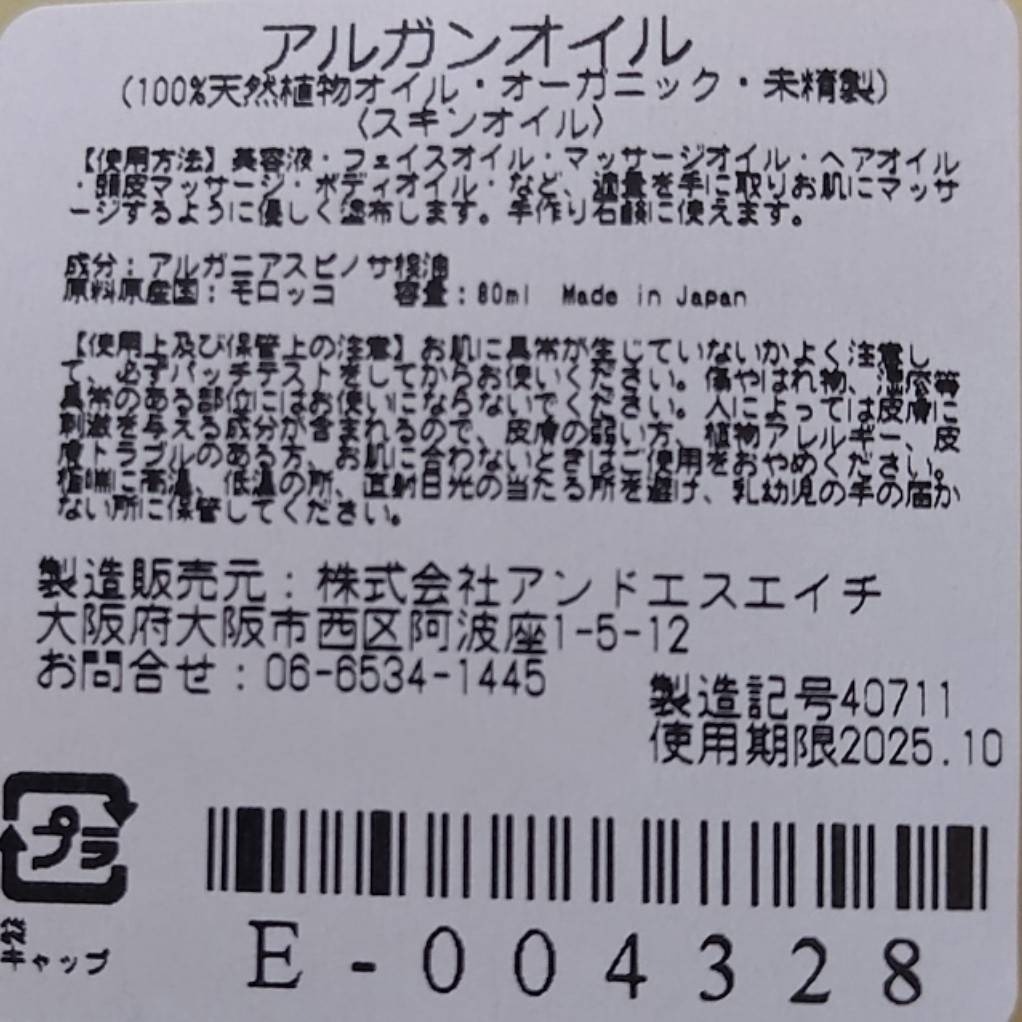 アルガンオイル
(100%天然植物オイル・オーガニック・未精製)
〈スキンオイル〉
【使用方法】美容液・フェイスオイル・マッサージオイル・ヘアオイル
・頭皮マッサージ・ボディオイル・など、適量を手に取りお肌にマッサ
ージするように優しく塗布します。手作り石鹸に使えます。
成分：アルガニアスピノサ核油
原料原産国：モロッコ　容量：80ml　Made in Japan
【使用上及び保管上の注意】お肌に異常が生じていないかよく注意し
て、必ずパッチテストをしてからお使いください。傷やはれ物、湿疹等
異常のある部位にはお使いにならないでください。人によっては皮膚に
刺激を与える成分が含まれるので、皮膚の弱い方、植物アレルギー、皮
膚トラブルのある方、お肌に合わないときはご使用をおやめください。
極端に高温、低温の所、直射日光の当たる所を避け、乳幼児の手の届か
ない所に保管してください。
製造販売元：株式会社アンドエスエイチ
大阪府大阪市西区阿波座1-5-12
お問合せ：06-6534-1445
製造記号40711
使用期限2025.10
プラ
キャップ
E-004328